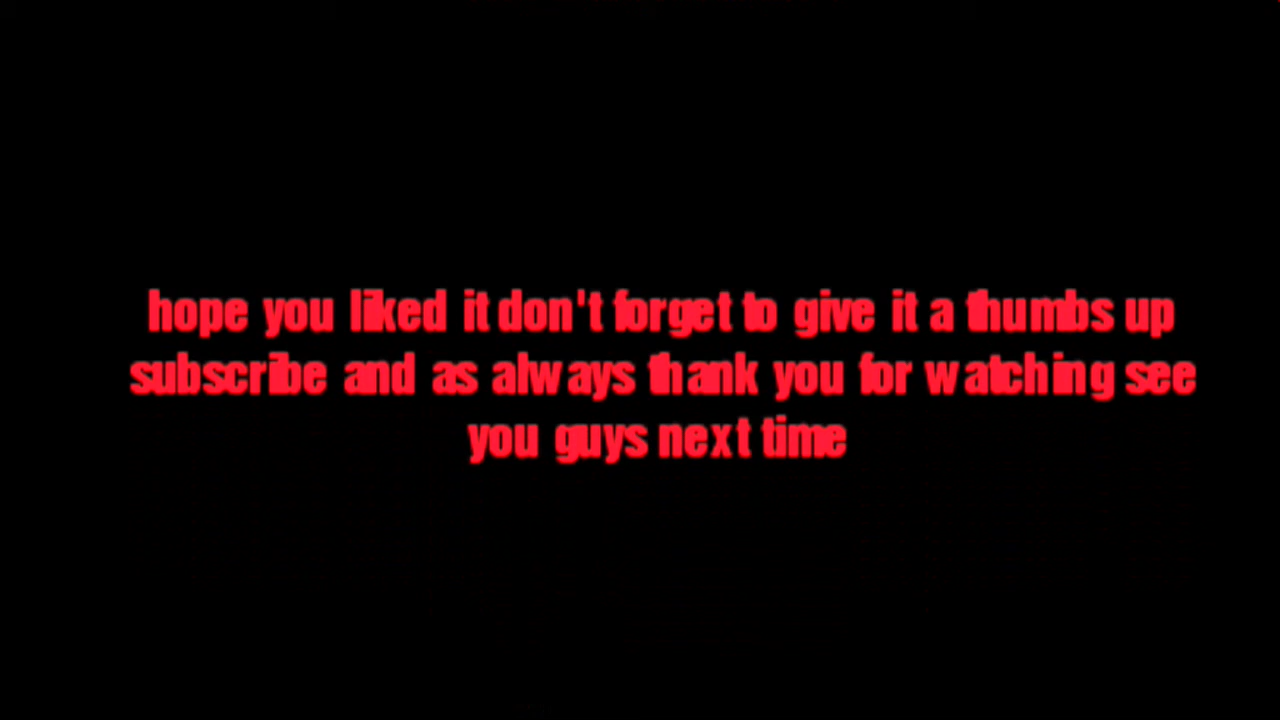 hope you liked it don't forget to give it a thumbs up
subscribe and as always thank you for watching see
you guys next time